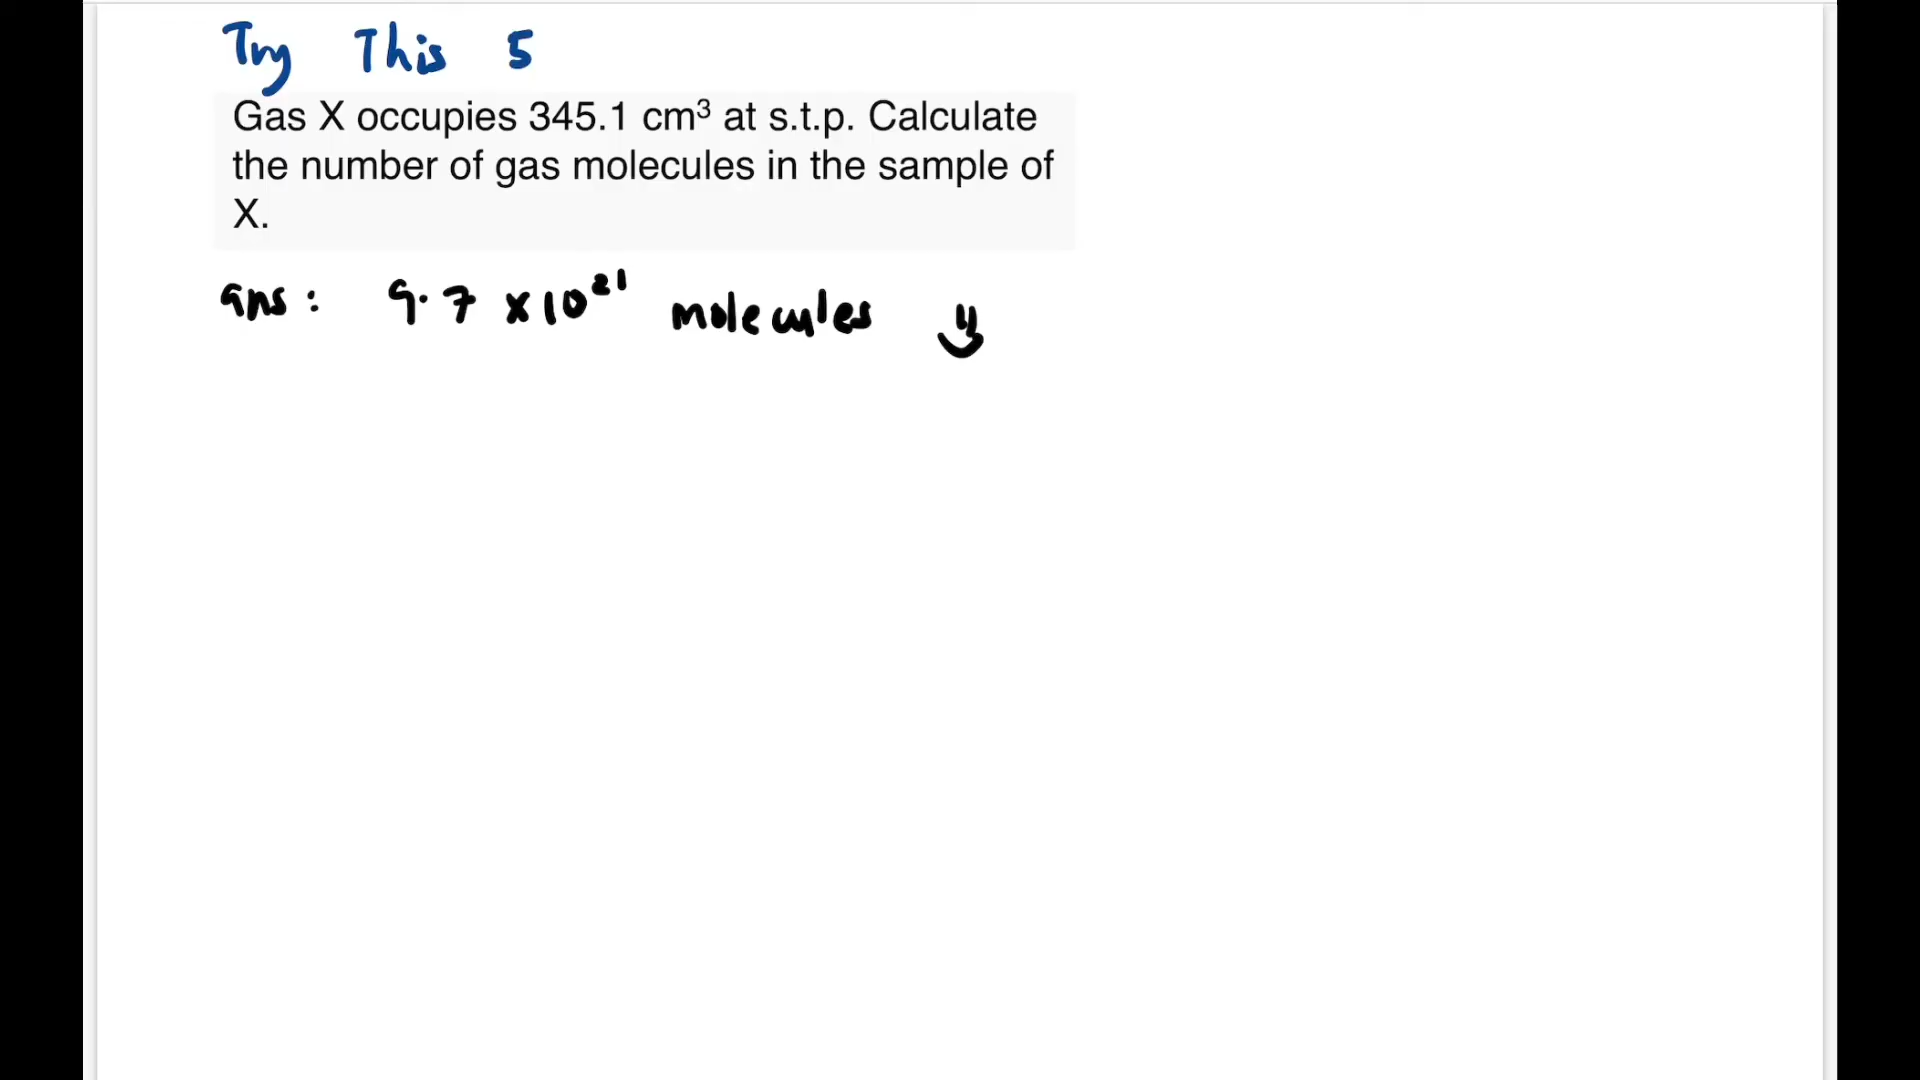 Try This 5
Gas X occupies 345.1 cm³ at s.t.p. Calculate
the number of gas molecules in the sample of
X.
ans: 9.7 x10²¹ molecules